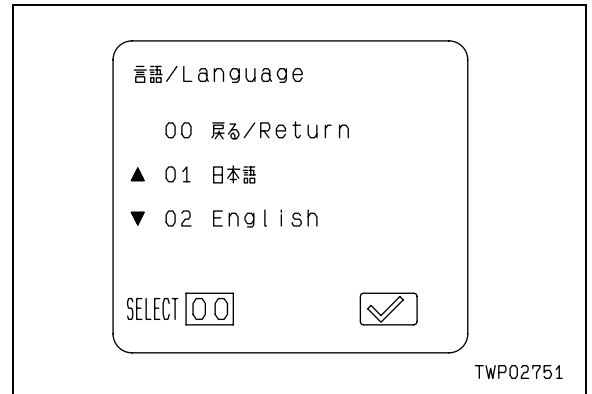 言語/Language
00 戻る/Return
▲ 01 日本語
▼ 02 English
SELECT 00
TWP02751